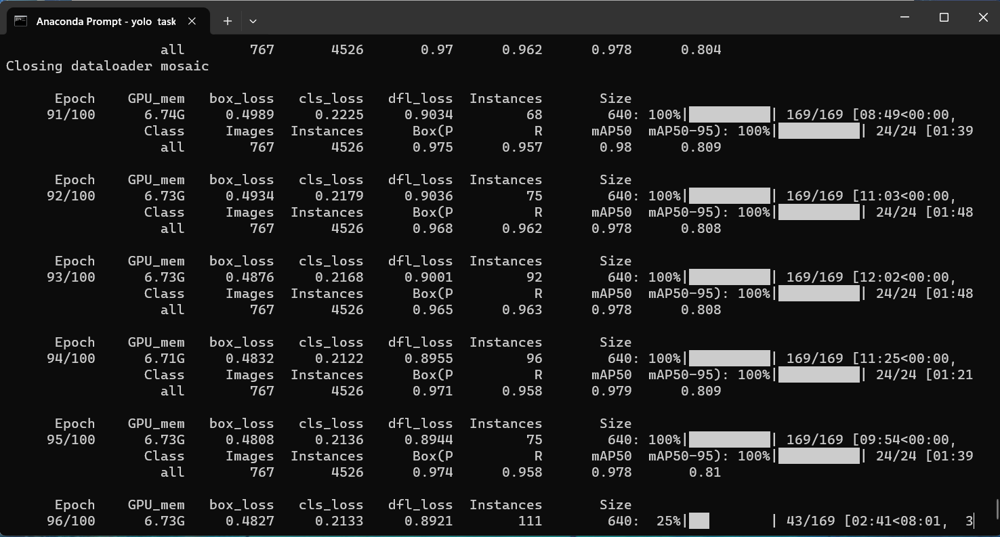 Anaconda Prompt - yolo task
all 767 4526 0.97 0.962 0.978 0.804
Closing dataloader mosaic
Epoch GPU_mem box_loss cls_loss dfl_loss Instances Size
91/100 6.74G 0.4989 0.2225 0.9034 68 640: 100%| | 169/169 [08:49<00:00,
Class Images Instances Box(P R mAP50 mAP50-95): 100%| | 24/24 [01:39
all 767 4526 0.975 0.957 0.98 0.809
Epoch GPU_mem box_loss cls_loss dfl_loss Instances Size
92/100 6.73G 0.4934 0.2179 0.9036 75 640: 100%| | 169/169 [11:03<00:00,
Class Images Instances Box(P R mAP50 mAP50-95): 100%| | 24/24 [01:48
all 767 4526 0.968 0.962 0.978 0.808
Epoch GPU_mem box_loss cls_loss dfl_loss Instances Size
93/100 6.73G 0.4876 0.2168 0.9001 92 640: 100%| | 169/169 [12:02<00:00,
Class Images Instances Box(P R mAP50 mAP50-95): 100%| | 24/24 [01:48
all 767 4526 0.965 0.963 0.978 0.808
Epoch GPU_mem box_loss cls_loss dfl_loss Instances Size
94/100 6.71G 0.4832 0.2122 0.8955 96 640: 100%| | 169/169 [11:25<00:00,
Class Images Instances Box(P R mAP50 mAP50-95): 100%| | 24/24 [01:21
all 767 4526 0.971 0.958 0.979 0.809
Epoch GPU_mem box_loss cls_loss dfl_loss Instances Size
95/100 6.73G 0.4808 0.2136 0.8944 75 640: 100%| | 169/169 [09:54<00:00,
Class Images Instances Box(P R mAP50 mAP50-95): 100%| | 24/24 [01:39
all 767 4526 0.974 0.958 0.978 0.81
Epoch GPU_mem box_loss cls_loss dfl_loss Instances Size
96/100 6.73G 0.4827 0.2133 0.8921 111 640: 25%| | 43/169 [02:41<08:01, 3